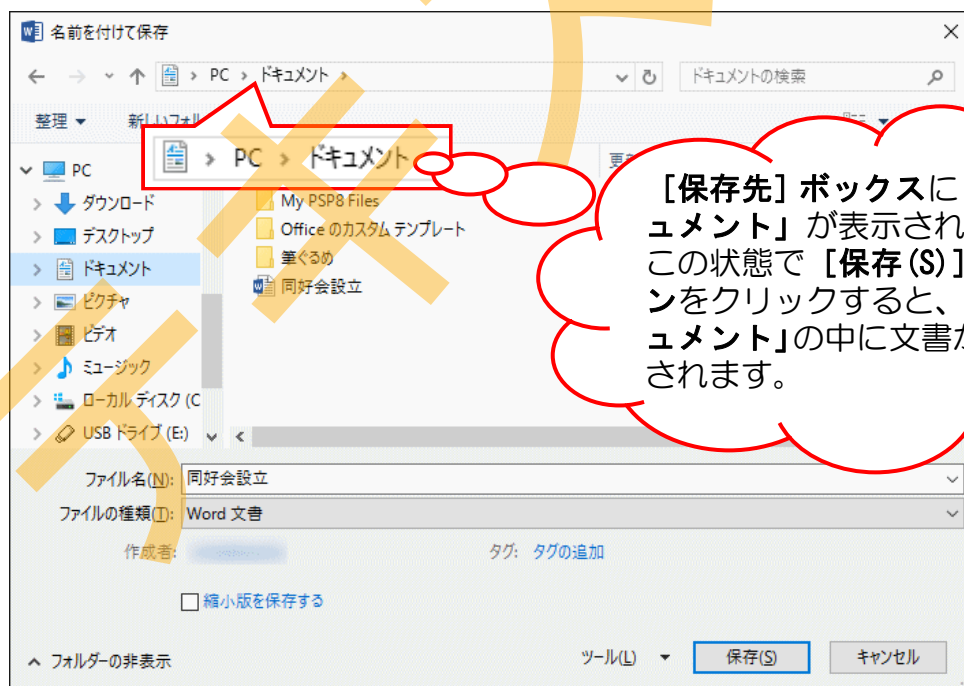 名前を付けて保存
PC › ドキュメント ›
ドキュメントの検索
整理
新しいフォル
PC › ドキュメント
PC
ダウンロード
デスクトップ
ドキュメント
ピクチャ
ビデオ
ミュージック
ローカル ディスク (C
USB ドライブ (E:)
My PSP8 Files
Office のカスタム テンプレート
筆ぐるめ
同好会設立
［保存先］ボックスに
ュメント」が表示され
この状態で［保存(S)］
ンをクリックすると、
ュメント」の中に文書が
されます。
ファイル名(N): 同好会設立
ファイルの種類(T): Word 文書
作成者:
タグ: タグの追加
縮小版を保存する
フォルダーの非表示
ツール(L)
保存(S)
キャンセル